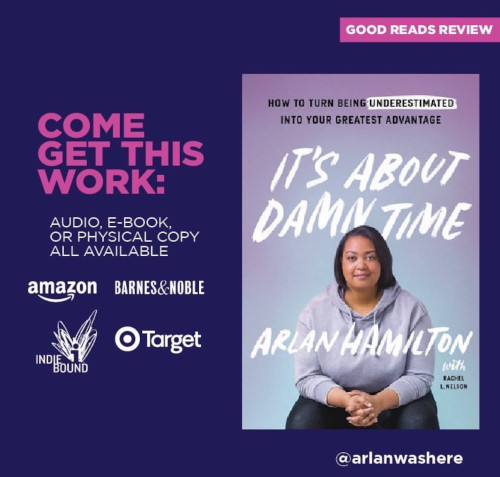 GOOD READS REVIEW
COME
GET THIS
WORK:
AUDIO, E-BOOK,
OR PHYSICAL COPY
ALL AVAILABLE
amazon
BARNES&NOBLE
INDIE
BOUND
Target
HOW TO TURN BEING UNDERESTIMATED
INTO YOUR GREATEST ADVANTAGE
IT'S ABOUT
DAMN TIME
ARLAN HAMILTON
with
RACHEL
L. NELSON
@arlanwashere